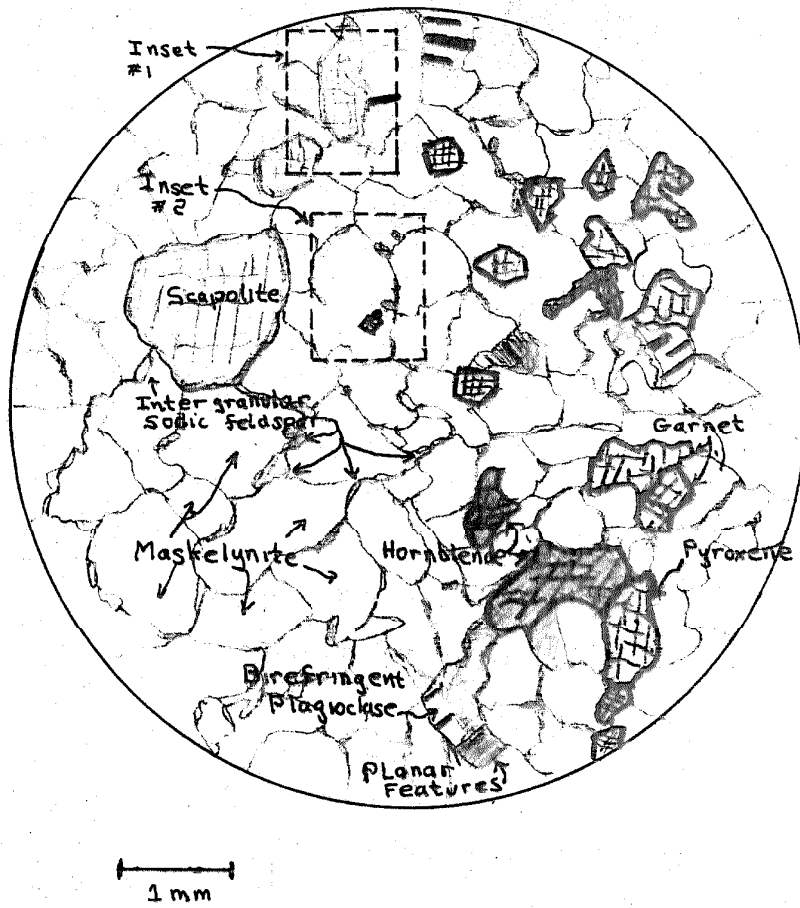 Inset
#1
Inset
#2
Scapolite
Intergranular
Sodic feldspar
Garnet
Maskelynite
Hornblende
Pyroxene
Birefringent
Plagioclase
Planar
Features
1 mm